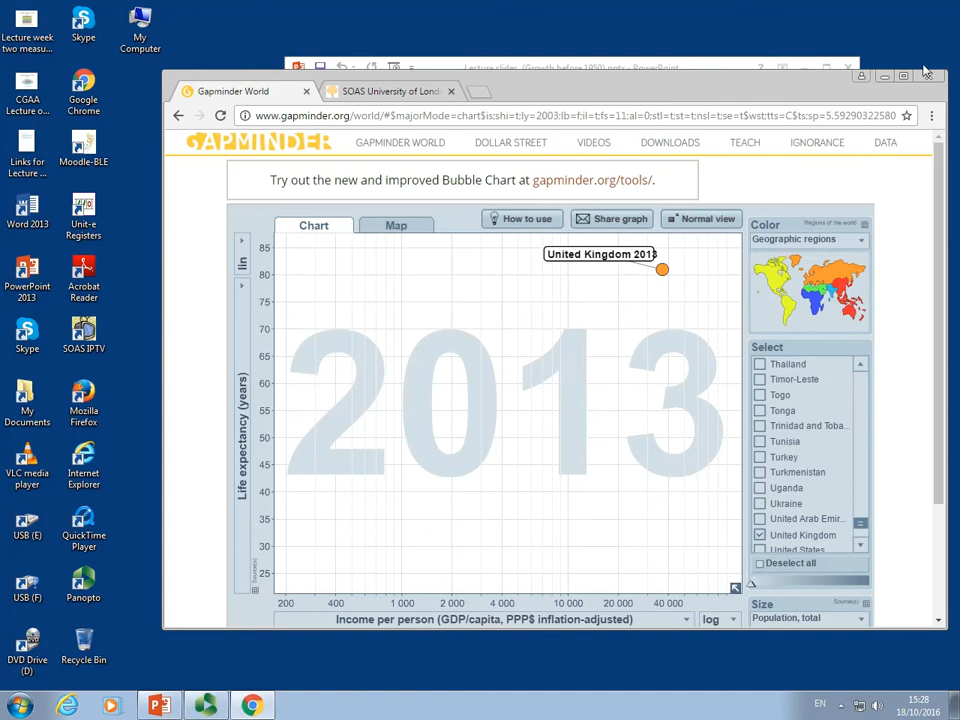 Lecture week two measu...
Skype
My Computer
CGAA Lecture o...
Google Chrome
Links for Lecture ...
Moodle-BLE
Word 2013
Unit-e Registers
PowerPoint 2013
Acrobat Reader
Skype
SOAS IPTV
My Documents
Mozilla Firefox
VLC media player
Internet Explorer
USB (E)
QuickTime Player
USB (F)
Panopto
DVD Drive (D)
Recycle Bin
Lecture slides (Growth before 1950).pptx - PowerPoint
Gapminder World
SOAS University of Lond
www.gapminder.org/world/#$majorMode=chart$is;shi=t;ly=2003;lb=f;il=t;fs=11;al=0;stl=t;st=t;nsl=t;se=t$wst;tts=C$ts;sp=5.59290322580
GAPMINDER
GAPMINDER WORLD
DOLLAR STREET
VIDEOS
DOWNLOADS
TEACH
IGNORANCE
DATA
Try out the new and improved Bubble Chart at gapminder.org/tools/.
Chart
Map
How to use
Share graph
Normal view
lin
Life expectancy (years)
85
80
75
70
65
60
55
50
45
40
35
30
25
United Kingdom 2013
2013
200 400 1 000 2 000 4 000 10 000 20 000 40 000
Income per person (GDP/capita, PPP$ inflation-adjusted)
log
Source(s)
Color
Regions of the world
Geographic regions
Select
Thailand
Timor-Leste
Togo
Tonga
Trinidad and Toba...
Tunisia
Turkey
Turkmenistan
Uganda
Ukraine
United Arab Emir...
United Kingdom
United States
Deselect all
Size
Source(s)
Population, total
EN
15:28
18/10/2016